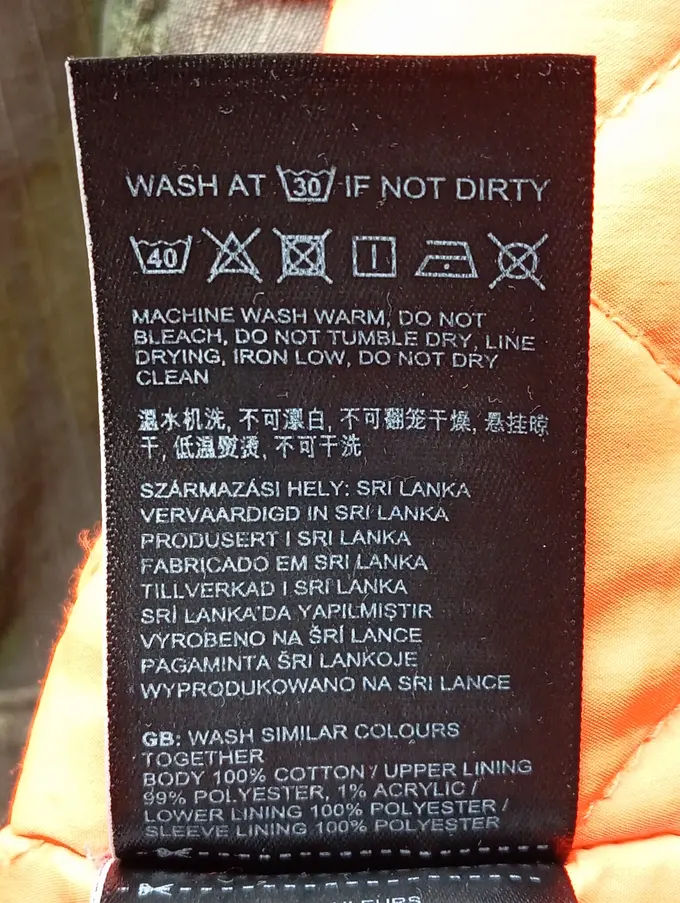 WASH AT 30 IF NOT DIRTY
40
MACHINE WASH WARM, DO NOT
BLEACH, DO NOT TUMBLE DRY, LINE
DRYING, IRON LOW, DO NOT DRY
CLEAN
温水机洗, 不可漂白, 不可翻笼干燥, 悬挂晾
干, 低温熨烫, 不可干洗
SZÁRMAZÁSI HELY: SRI LANKA
VERVAARDIGD IN SRI LANKA
PRODUSERT I SRI LANKA
FABRICADO EM SRI LANKA
TILLVERKAD I SRI LANKA
SRİ LANKA'DA YAPILMIŞTIR
VYROBENO NA ŠRÍ LANCE
PAGAMINTA ŠRI LANKOJE
WYPRODUKOWANO NA SRI LANCE
GB: WASH SIMILAR COLOURS
TOGETHER
BODY 100% COTTON / UPPER LINING
99% POLYESTER, 1% ACRYLIC /
LOWER LINING 100% POLYESTER /
SLEEVE LINING 100% POLYESTER